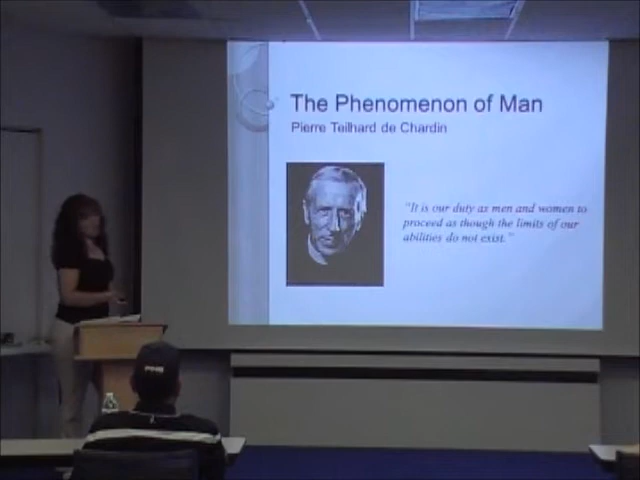 The Phenomenon of Man
Pierre Teilhard de Chardin
"It is our duty as men and women to
proceed as though the limits of our
abilities do not exist."
PING